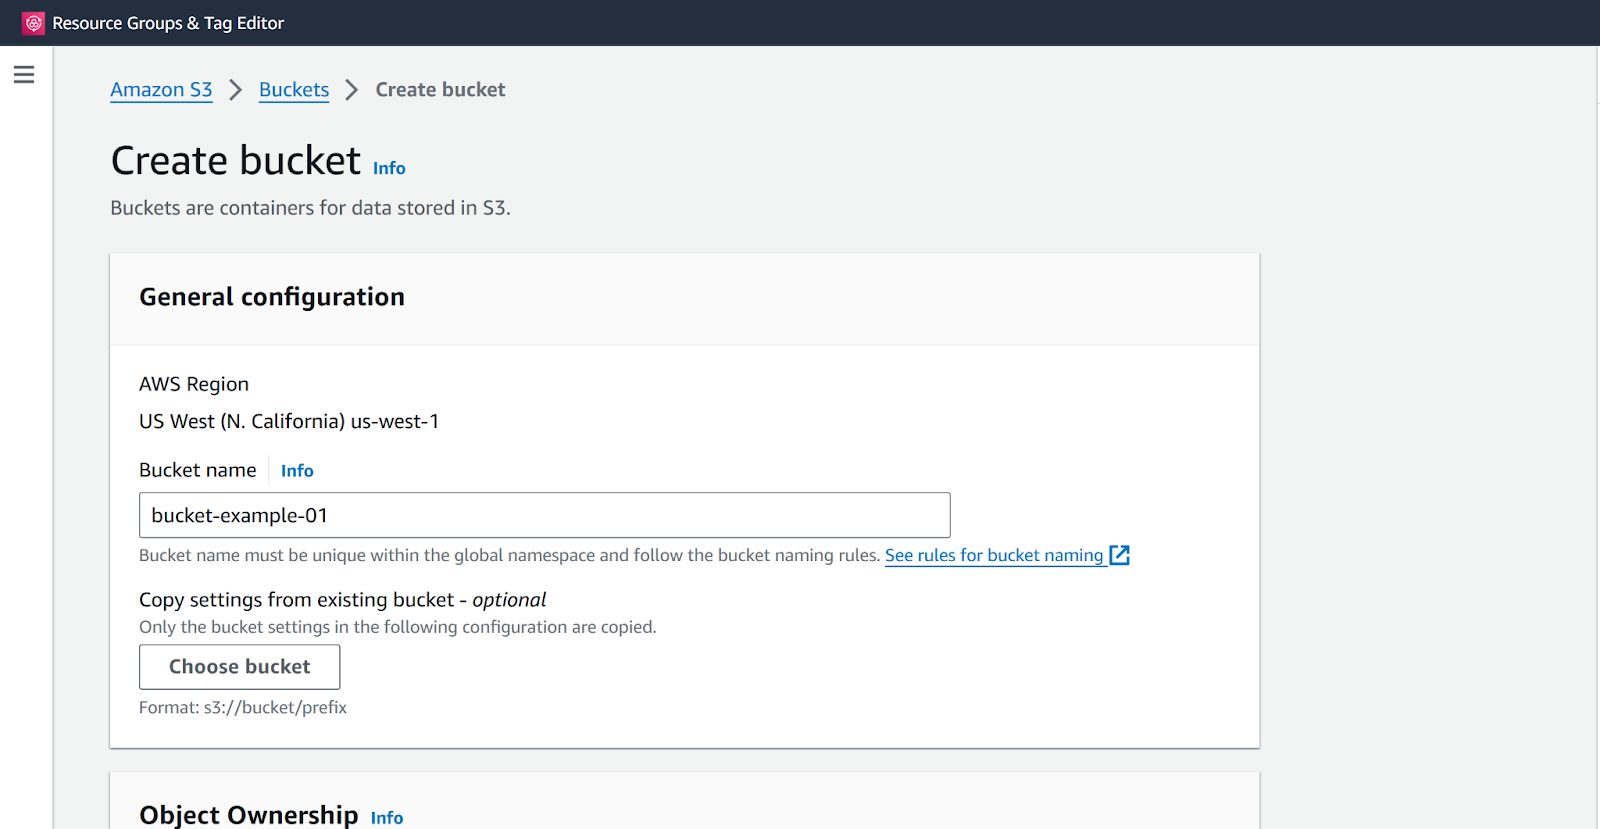 Resource Groups & Tag Editor
Amazon S3 > Buckets > Create bucket
Create bucket Info
Buckets are containers for data stored in S3.
General configuration
AWS Region
US West (N. California) us-west-1
Bucket name Info
bucket-example-01
Bucket name must be unique within the global namespace and follow the bucket naming rules. See rules for bucket naming
Copy settings from existing bucket - optional
Only the bucket settings in the following configuration are copied.
Choose bucket
Format: s3://bucket/prefix
Object Ownership Info